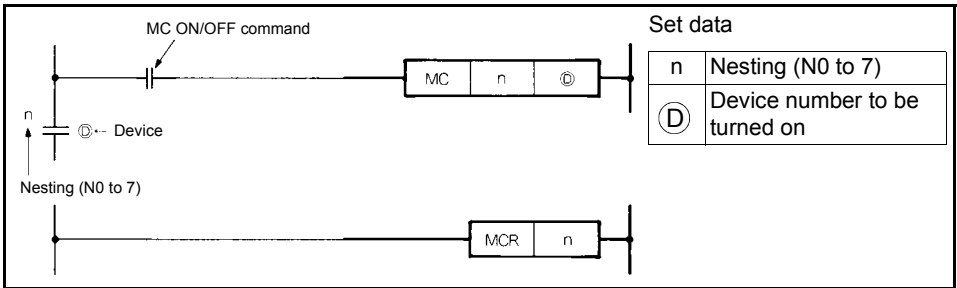 MC ON/OFF command
MC n Ⓓ
n
Ⓓ← Device
Nesting (N0 to 7)
MCR n
Set data
n Nesting (N0 to 7)
Ⓓ Device number to be
turned on